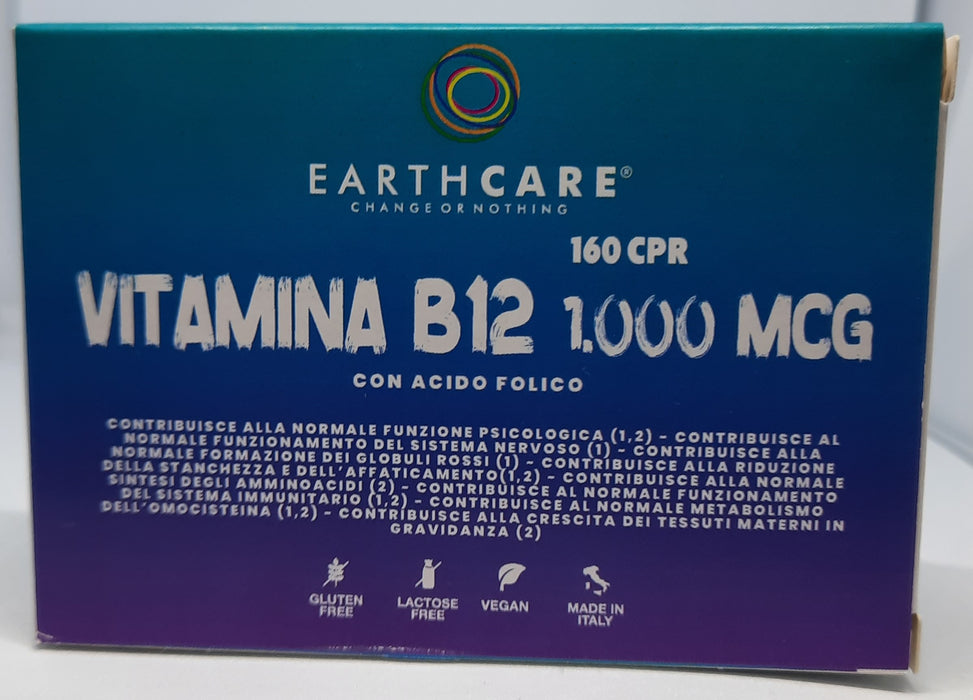 EARTHCARE®
CHANGE OR NOTHING
160 CPR
VITAMINA B12 1.000 MCG
CON ACIDO FOLICO
CONTRIBUISCE ALLA NORMALE FUNZIONE PSICOLOGICA (1,2) - CONTRIBUISCE AL
NORMALE FUNZIONAMENTO DEL SISTEMA NERVOSO (1) - CONTRIBUISCE ALLA
NORMALE FORMAZIONE DEI GLOBULI ROSSI (1) - CONTRIBUISCE ALLA RIDUZIONE
DELLA STANCHEZZA E DELL'AFFATICAMENTO(1,2) - CONTRIBUISCE ALLA NORMALE
SINTESI DEGLI AMMINOACIDI (2) - CONTRIBUISCE AL NORMALE FUNZIONAMENTO
DEL SISTEMA IMMUNITARIO (1,2) - CONTRIBUISCE AL NORMALE METABOLISMO
DELL'OMOCISTEINA (1,2) - CONTRIBUISCE ALLA CRESCITA DEI TESSUTI MATERNI IN
GRAVIDANZA (2)
GLUTEN
FREE
LACTOSE
FREE
VEGAN
MADE IN
ITALY